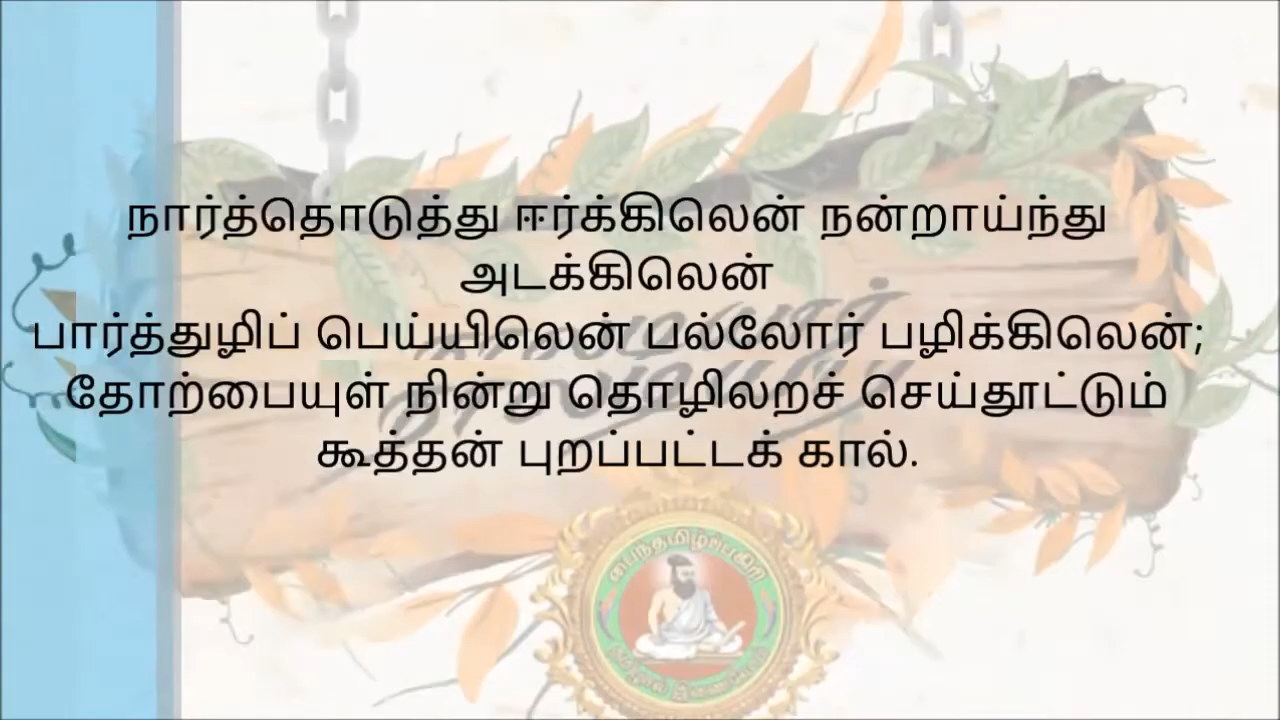 நார்த்தொடுத்து ஈர்க்கிலென் நன்றாய்ந்து
அடக்கிலென்
பார்த்துழிப் பெய்யிலென் பல்லோர் பழிக்கிலென்;
தோற்பையுள் நின்று தொழிலறச் செய்தூட்டும்
கூத்தன் புறப்பட்டக் கால்.